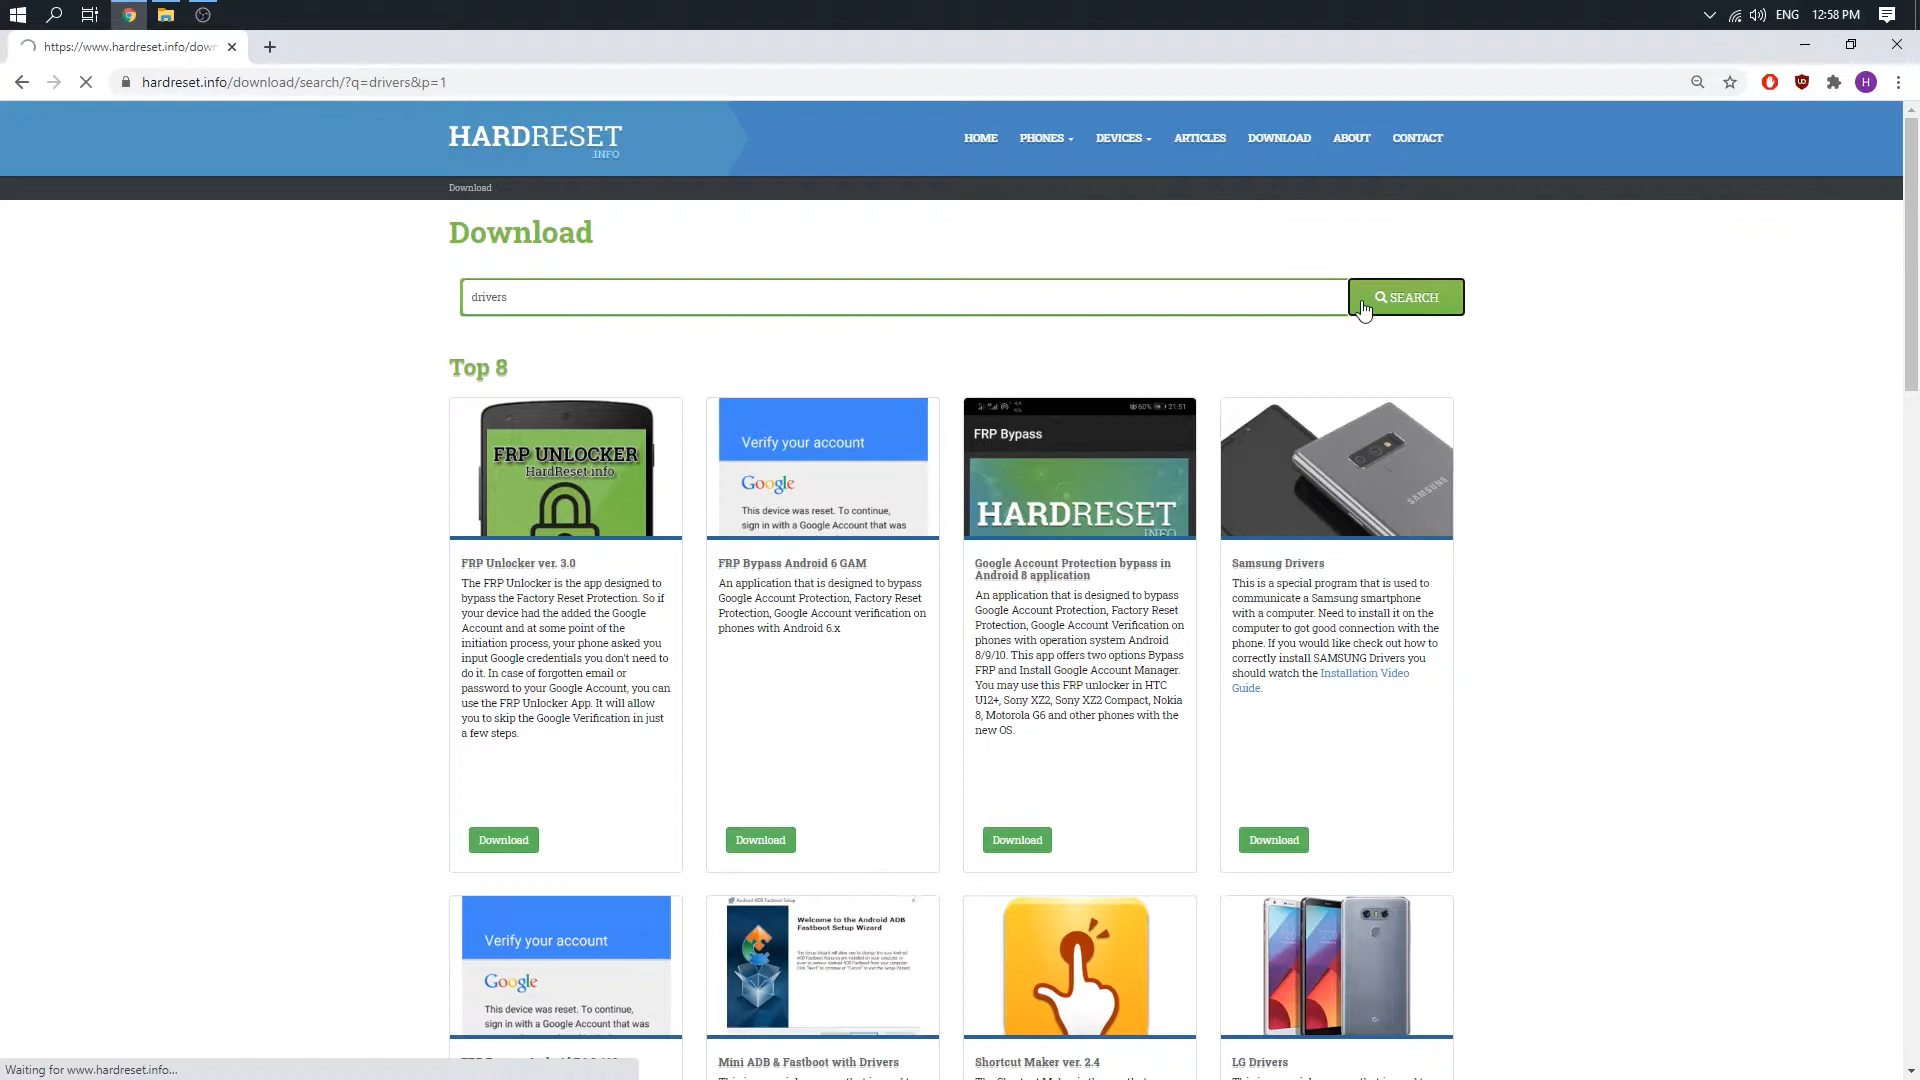 ENG
12:58 PM
https://www.hardreset.info/down
hardreset.info/download/search/?q=drivers&p=1
H
HARDRESET
.INFO
HOME
PHONES
DEVICES
ARTICLES
DOWNLOAD
ABOUT
CONTACT
Download
Download
drivers
SEARCH
Top 8
FRP UNLOCKER
HardReset.info
Verify your account
Google
This device was reset. To continue,
sign in with a Google Account that was
60% 21:51
FRP Bypass
HARDRESET
INFO
SAMSUNG
FRP Unlocker ver. 3.0
The FRP Unlocker is the app designed to
bypass the Factory Reset Protection. So if
your device had the added the Google
Account and at some point of the
initiation process, your phone asked you
input Google credentials you don't need to
do it. In case of forgotten email or
password to your Google Account, you can
use the FRP Unlocker App. It will allow
you to skip the Google Verification in just
a few steps.
Download
FRP Bypass Android 6 GAM
An application that is designed to bypass
Google Account Protection, Factory Reset
Protection, Google Account verification on
phones with Android 6.x
Download
Google Account Protection bypass in
Android 8 application
An application that is designed to bypass
Google Account Protection, Factory Reset
Protection, Google Account Verification on
phones with operation system Android
8/9/10. This app offers two options Bypass
FRP and Install Google Account Manager.
You may use this FRP unlocker in HTC
U12+, Sony XZ2, Sony XZ2 Compact, Nokia
8, Motorola G6 and other phones with the
new OS.
Download
Samsung Drivers
This is a special program that is used to
communicate a Samsung smartphone
with a computer. Need to install it on the
computer to got good connection with the
phone. If you would like check out how to
correctly install SAMSUNG Drivers you
should watch the Installation Video
Guide.
Download
Verify your account
Google
This device was reset. To continue,
sign in with a Google Account that was
Android ADB Fastboot Setup
Welcome to the Android ADB
Fastboot Setup Wizard
Mini ADB & Fastboot with Drivers
Shortcut Maker ver. 2.4
LG Drivers
Waiting for www.hardreset.info...